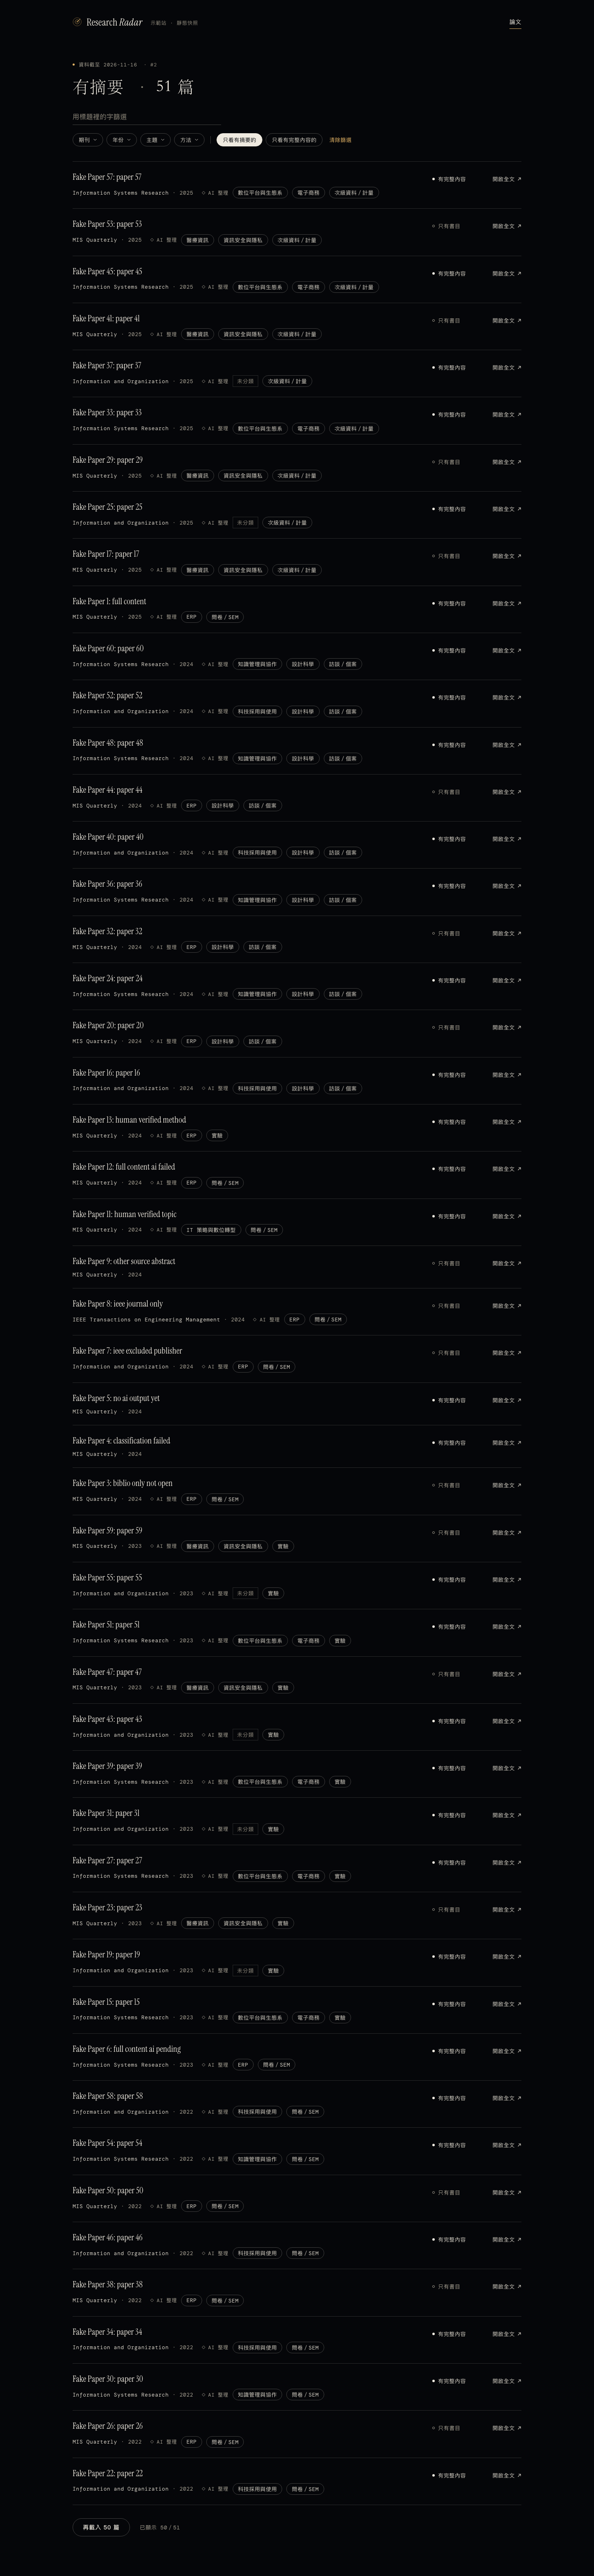 Research Radar 示範站 · 靜態快照
論文
資料截至 2026-11-18 · #2
有摘要 · 51 篇
用標題裡的字篩選
期刊 年份 主題 方法 只看有摘要的 只看有完整內容的 清除篩選
Fake Paper 57: paper 57 有完整內容 開啟全文 ↗
Information Systems Research · 2025 AI 整理 數位平台與生態系 電子商務 次級資料 / 計量
Fake Paper 53: paper 53 只有書目 開啟全文 ↗
MIS Quarterly · 2025 AI 整理 醫療資訊 資訊安全與隱私 次級資料 / 計量
Fake Paper 45: paper 45 有完整內容 開啟全文 ↗
Information Systems Research · 2025 AI 整理 數位平台與生態系 電子商務 次級資料 / 計量
Fake Paper 41: paper 41 只有書目 開啟全文 ↗
MIS Quarterly · 2025 AI 整理 醫療資訊 資訊安全與隱私 次級資料 / 計量
Fake Paper 37: paper 37 有完整內容 開啟全文 ↗
Information and Organization · 2025 AI 整理 未分類 次級資料 / 計量
Fake Paper 33: paper 33 有完整內容 開啟全文 ↗
Information Systems Research · 2025 AI 整理 數位平台與生態系 電子商務 次級資料 / 計量
Fake Paper 29: paper 29 只有書目 開啟全文 ↗
MIS Quarterly · 2025 AI 整理 醫療資訊 資訊安全與隱私 次級資料 / 計量
Fake Paper 25: paper 25 有完整內容 開啟全文 ↗
Information and Organization · 2025 AI 整理 未分類 次級資料 / 計量
Fake Paper 17: paper 17 只有書目 開啟全文 ↗
MIS Quarterly · 2025 AI 整理 醫療資訊 資訊安全與隱私 次級資料 / 計量
Fake Paper 1: full content 有完整內容 開啟全文 ↗
MIS Quarterly · 2025 AI 整理 ERP 問卷 / SEM
Fake Paper 60: paper 60 有完整內容 開啟全文 ↗
Information Systems Research · 2024 AI 整理 知識管理與協作 設計科學 訪談 / 個案
Fake Paper 52: paper 52 有完整內容 開啟全文 ↗
Information and Organization · 2024 AI 整理 科技採用與使用 設計科學 訪談 / 個案
Fake Paper 48: paper 48 有完整內容 開啟全文 ↗
Information Systems Research · 2024 AI 整理 知識管理與協作 設計科學 訪談 / 個案
Fake Paper 44: paper 44 只有書目 開啟全文 ↗
MIS Quarterly · 2024 AI 整理 ERP 設計科學 訪談 / 個案
Fake Paper 40: paper 40 有完整內容 開啟全文 ↗
Information and Organization · 2024 AI 整理 科技採用與使用 設計科學 訪談 / 個案
Fake Paper 36: paper 36 有完整內容 開啟全文 ↗
Information Systems Research · 2024 AI 整理 知識管理與協作 設計科學 訪談 / 個案
Fake Paper 32: paper 32 只有書目 開啟全文 ↗
MIS Quarterly · 2024 AI 整理 ERP 設計科學 訪談 / 個案
Fake Paper 24: paper 24 有完整內容 開啟全文 ↗
Information Systems Research · 2024 AI 整理 知識管理與協作 設計科學 訪談 / 個案
Fake Paper 20: paper 20 只有書目 開啟全文 ↗
MIS Quarterly · 2024 AI 整理 ERP 設計科學 訪談 / 個案
Fake Paper 16: paper 16 有完整內容 開啟全文 ↗
Information and Organization · 2024 AI 整理 科技採用與使用 設計科學 訪談 / 個案
Fake Paper 13: human verified method 有完整內容 開啟全文 ↗
MIS Quarterly · 2024 AI 整理 ERP 實驗
Fake Paper 12: full content ai failed 有完整內容 開啟全文 ↗
MIS Quarterly · 2024 AI 整理 ERP 問卷 / SEM
Fake Paper 11: human verified topic 有完整內容 開啟全文 ↗
MIS Quarterly · 2024 AI 整理 IT 策略與數位轉型 問卷 / SEM
Fake Paper 9: other source abstract 只有書目 開啟全文 ↗
MIS Quarterly · 2024
Fake Paper 8: ieee journal only 只有書目 開啟全文 ↗
IEEE Transactions on Engineering Management · 2024 AI 整理 ERP 問卷 / SEM
Fake Paper 7: ieee excluded publisher 只有書目 開啟全文 ↗
Information and Organization · 2024 AI 整理 ERP 問卷 / SEM
Fake Paper 5: no ai output yet 有完整內容 開啟全文 ↗
MIS Quarterly · 2024
Fake Paper 4: classification failed 有完整內容 開啟全文 ↗
MIS Quarterly · 2024
Fake Paper 3: biblio only not open 只有書目 開啟全文 ↗
MIS Quarterly · 2024 AI 整理 ERP 問卷 / SEM
Fake Paper 59: paper 59 只有書目 開啟全文 ↗
MIS Quarterly · 2023 AI 整理 醫療資訊 資訊安全與隱私 實驗
Fake Paper 55: paper 55 有完整內容 開啟全文 ↗
Information and Organization · 2023 AI 整理 未分類 實驗
Fake Paper 51: paper 51 有完整內容 開啟全文 ↗
Information Systems Research · 2023 AI 整理 數位平台與生態系 電子商務 實驗
Fake Paper 47: paper 47 只有書目 開啟全文 ↗
MIS Quarterly · 2023 AI 整理 醫療資訊 資訊安全與隱私 實驗
Fake Paper 43: paper 43 有完整內容 開啟全文 ↗
Information and Organization · 2023 AI 整理 未分類 實驗
Fake Paper 39: paper 39 有完整內容 開啟全文 ↗
Information Systems Research · 2023 AI 整理 數位平台與生態系 電子商務 實驗
Fake Paper 31: paper 31 有完整內容 開啟全文 ↗
Information and Organization · 2023 AI 整理 未分類 實驗
Fake Paper 27: paper 27 有完整內容 開啟全文 ↗
Information Systems Research · 2023 AI 整理 數位平台與生態系 電子商務 實驗
Fake Paper 23: paper 23 只有書目 開啟全文 ↗
MIS Quarterly · 2023 AI 整理 醫療資訊 資訊安全與隱私 實驗
Fake Paper 19: paper 19 有完整內容 開啟全文 ↗
Information and Organization · 2023 AI 整理 未分類 實驗
Fake Paper 15: paper 15 有完整內容 開啟全文 ↗
Information Systems Research · 2023 AI 整理 數位平台與生態系 電子商務 實驗
Fake Paper 6: full content ai pending 有完整內容 開啟全文 ↗
Information Systems Research · 2023 AI 整理 ERP 問卷 / SEM
Fake Paper 58: paper 58 有完整內容 開啟全文 ↗
Information and Organization · 2022 AI 整理 科技採用與使用 問卷 / SEM
Fake Paper 54: paper 54 有完整內容 開啟全文 ↗
Information Systems Research · 2022 AI 整理 知識管理與協作 問卷 / SEM
Fake Paper 50: paper 50 只有書目 開啟全文 ↗
MIS Quarterly · 2022 AI 整理 ERP 問卷 / SEM
Fake Paper 46: paper 46 有完整內容 開啟全文 ↗
Information and Organization · 2022 AI 整理 科技採用與使用 問卷 / SEM
Fake Paper 38: paper 38 只有書目 開啟全文 ↗
MIS Quarterly · 2022 AI 整理 ERP 問卷 / SEM
Fake Paper 34: paper 34 有完整內容 開啟全文 ↗
Information and Organization · 2022 AI 整理 科技採用與使用 問卷 / SEM
Fake Paper 30: paper 30 有完整內容 開啟全文 ↗
Information Systems Research · 2022 AI 整理 知識管理與協作 問卷 / SEM
Fake Paper 26: paper 26 只有書目 開啟全文 ↗
MIS Quarterly · 2022 AI 整理 ERP 問卷 / SEM
Fake Paper 22: paper 22 有完整內容 開啟全文 ↗
Information and Organization · 2022 AI 整理 科技採用與使用 問卷 / SEM
再載入 50 篇 已顯示 50 / 51